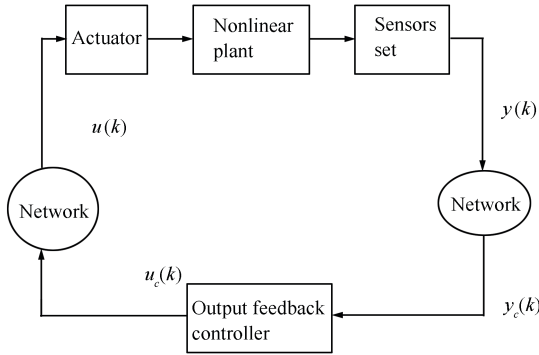 Actuator
Nonlinear
plant
Sensors
set
u(k)
y(k)
Network
Network
u_c(k)
Output feedback
controller
y_c(k)